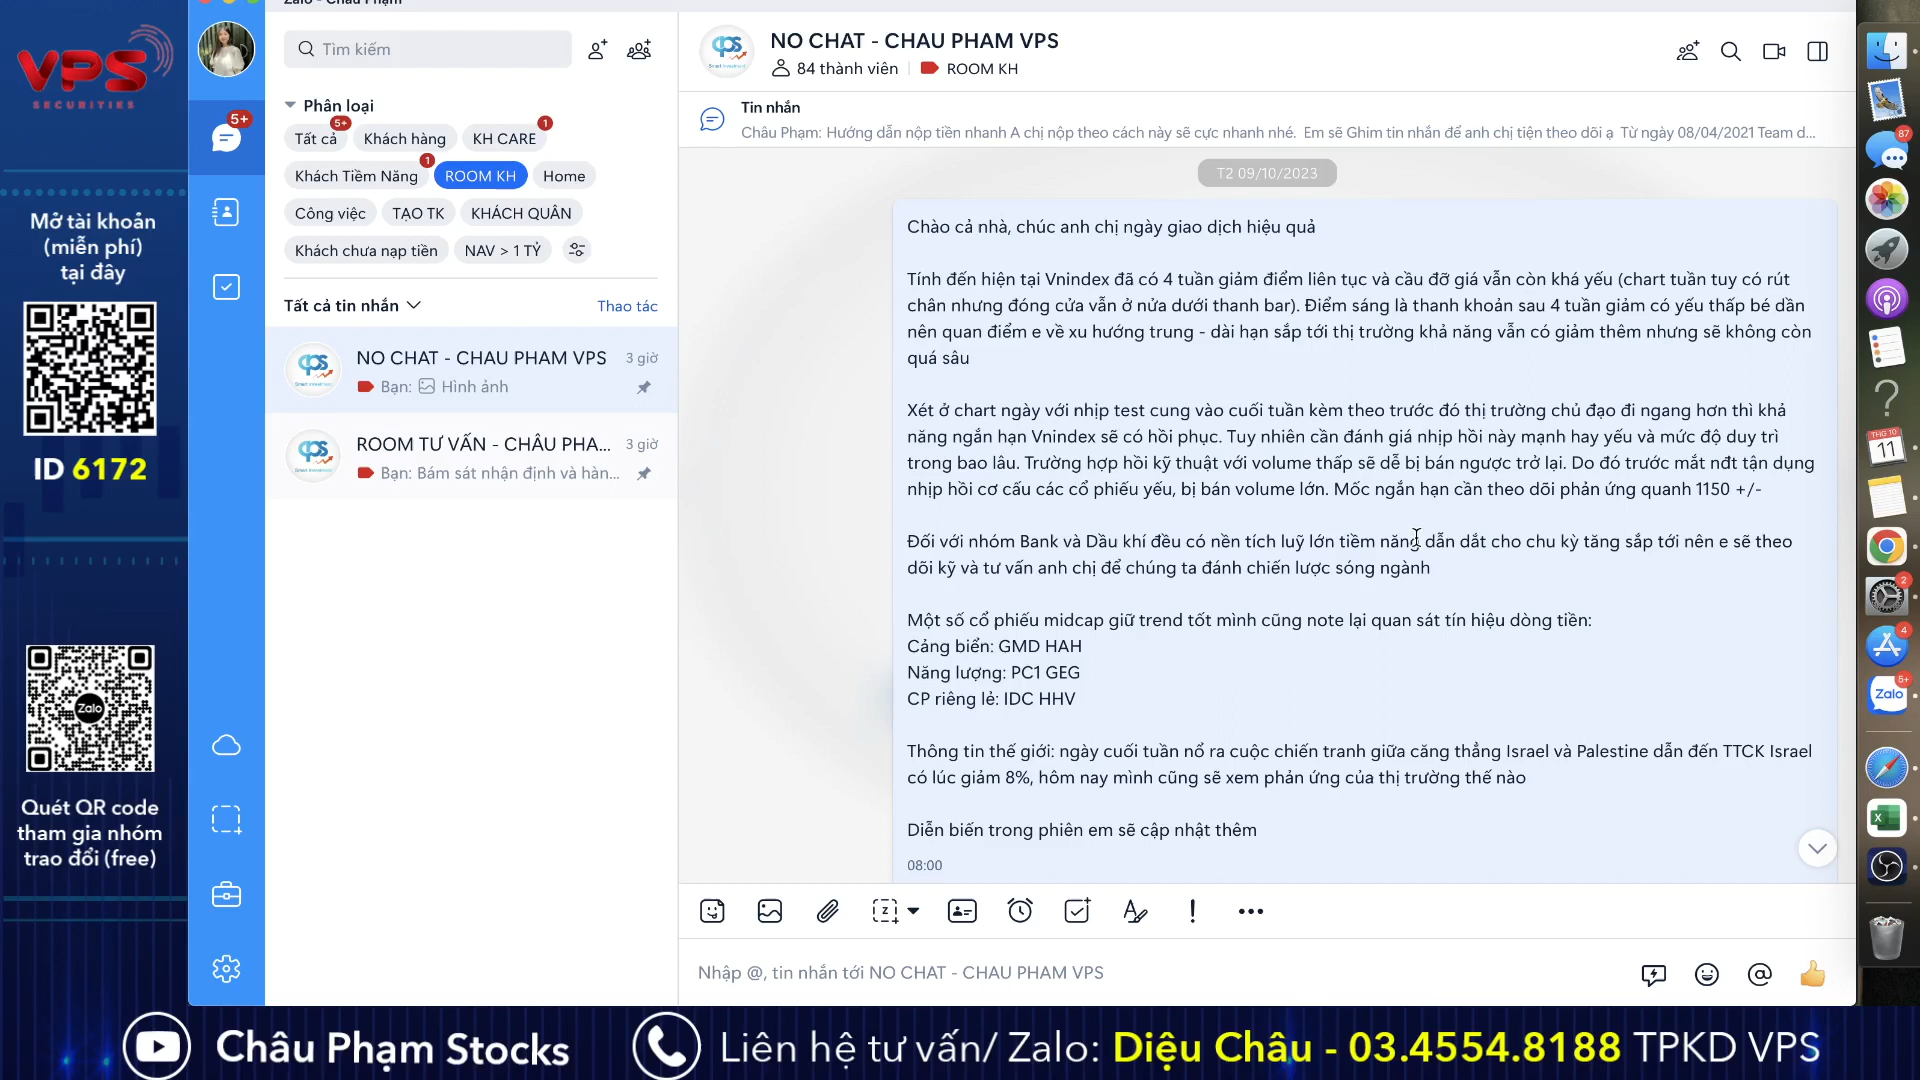 VPS
SECURITIES
Mở tài khoản
(miễn phí)
tại đây
ID 6172
Zalo
Quét QR code
tham gia nhóm
trao đổi (free)
Zalo - Châu Phạm
5+
Tìm kiếm
Phân loại
Tất cả
5+
Khách hàng
KH CARE
1
Khách Tiềm Năng
1
ROOM KH
Home
Công việc
TẠO TK
KHÁCH QUÂN
Khách chưa nạp tiền
NAV > 1 TỶ
Tất cả tin nhắn
Thao tác
NO CHAT - CHAU PHAM VPS
3 giờ
Bạn: Hình ảnh
ROOM TƯ VẤN - CHÂU PHA...
3 giờ
Bạn: Bám sát nhận định và hàn...
NO CHAT - CHAU PHAM VPS
84 thành viên
ROOM KH
Tin nhắn
Châu Phạm: Hướng dẫn nộp tiền nhanh A chị nộp theo cách này sẽ cực nhanh nhé. Em sẽ Ghim tin nhắn để anh chị tiện theo dõi ạ Từ ngày 08/04/2021 Team d...
T2 09/10/2023
Chào cả nhà, chúc anh chị ngày giao dịch hiệu quả
Tính đến hiện tại Vnindex đã có 4 tuần giảm điểm liên tục và cầu đỡ giá vẫn còn khá yếu (chart tuần tuy có rút
chân nhưng đóng cửa vẫn ở nửa dưới thanh bar). Điểm sáng là thanh khoản sau 4 tuần giảm có yếu thấp bé dần
nên quan điểm e về xu hướng trung - dài hạn sắp tới thị trường khả năng vẫn có giảm thêm nhưng sẽ không còn
quá sâu
Xét ở chart ngày với nhịp test cung vào cuối tuần kèm theo trước đó thị trường chủ đạo đi ngang hơn thì khả
năng ngắn hạn Vnindex sẽ có hồi phục. Tuy nhiên cần đánh giá nhịp hồi này mạnh hay yếu và mức độ duy trì
trong bao lâu. Trường hợp hồi kỹ thuật với volume thấp sẽ dễ bị bán ngược trở lại. Do đó trước mắt nđt tận dụng
nhịp hồi cơ cấu các cổ phiếu yếu, bị bán volume lớn. Mốc ngắn hạn cần theo dõi phản ứng quanh 1150 +/-
Đối với nhóm Bank và Dầu khí đều có nền tích luỹ lớn tiềm năng dẫn dắt cho chu kỳ tăng sắp tới nên e sẽ theo
dõi kỹ và tư vấn anh chị để chúng ta đánh chiến lược sóng ngành
Một số cổ phiếu midcap giữ trend tốt mình cũng note lại quan sát tín hiệu dòng tiền:
Cảng biển: GMD HAH
Năng lượng: PC1 GEG
CP riêng lẻ: IDC HHV
Thông tin thế giới: ngày cuối tuần nổ ra cuộc chiến tranh giữa căng thẳng Israel và Palestine dẫn đến TTCK Israel
có lúc giảm 8%, hôm nay mình cũng sẽ xem phản ứng của thị trường thế nào
Diễn biến trong phiên em sẽ cập nhật thêm
08:00
Nhập @, tin nhắn tới NO CHAT - CHAU PHAM VPS
87
THG 10
11
2
4
Zalo
5+
Châu Phạm Stocks
Liên hệ tư vấn/ Zalo: Diệu Châu - 03.4554.8188 TPKD VPS